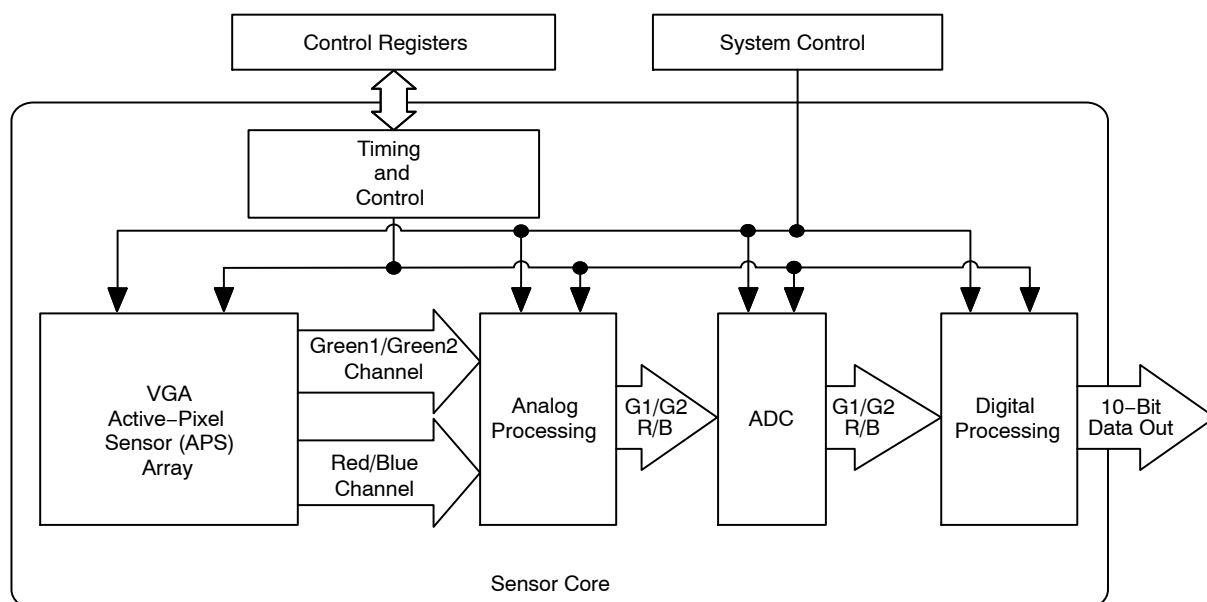 Control Registers
System Control
Timing
and
Control
Green1/Green2
Channel
VGA
Active−Pixel
Sensor (APS)
Array
Red/Blue
Channel
Analog
Processing
G1/G2
R/B
ADC
G1/G2
R/B
Digital
Processing
10−Bit
Data Out
Sensor Core